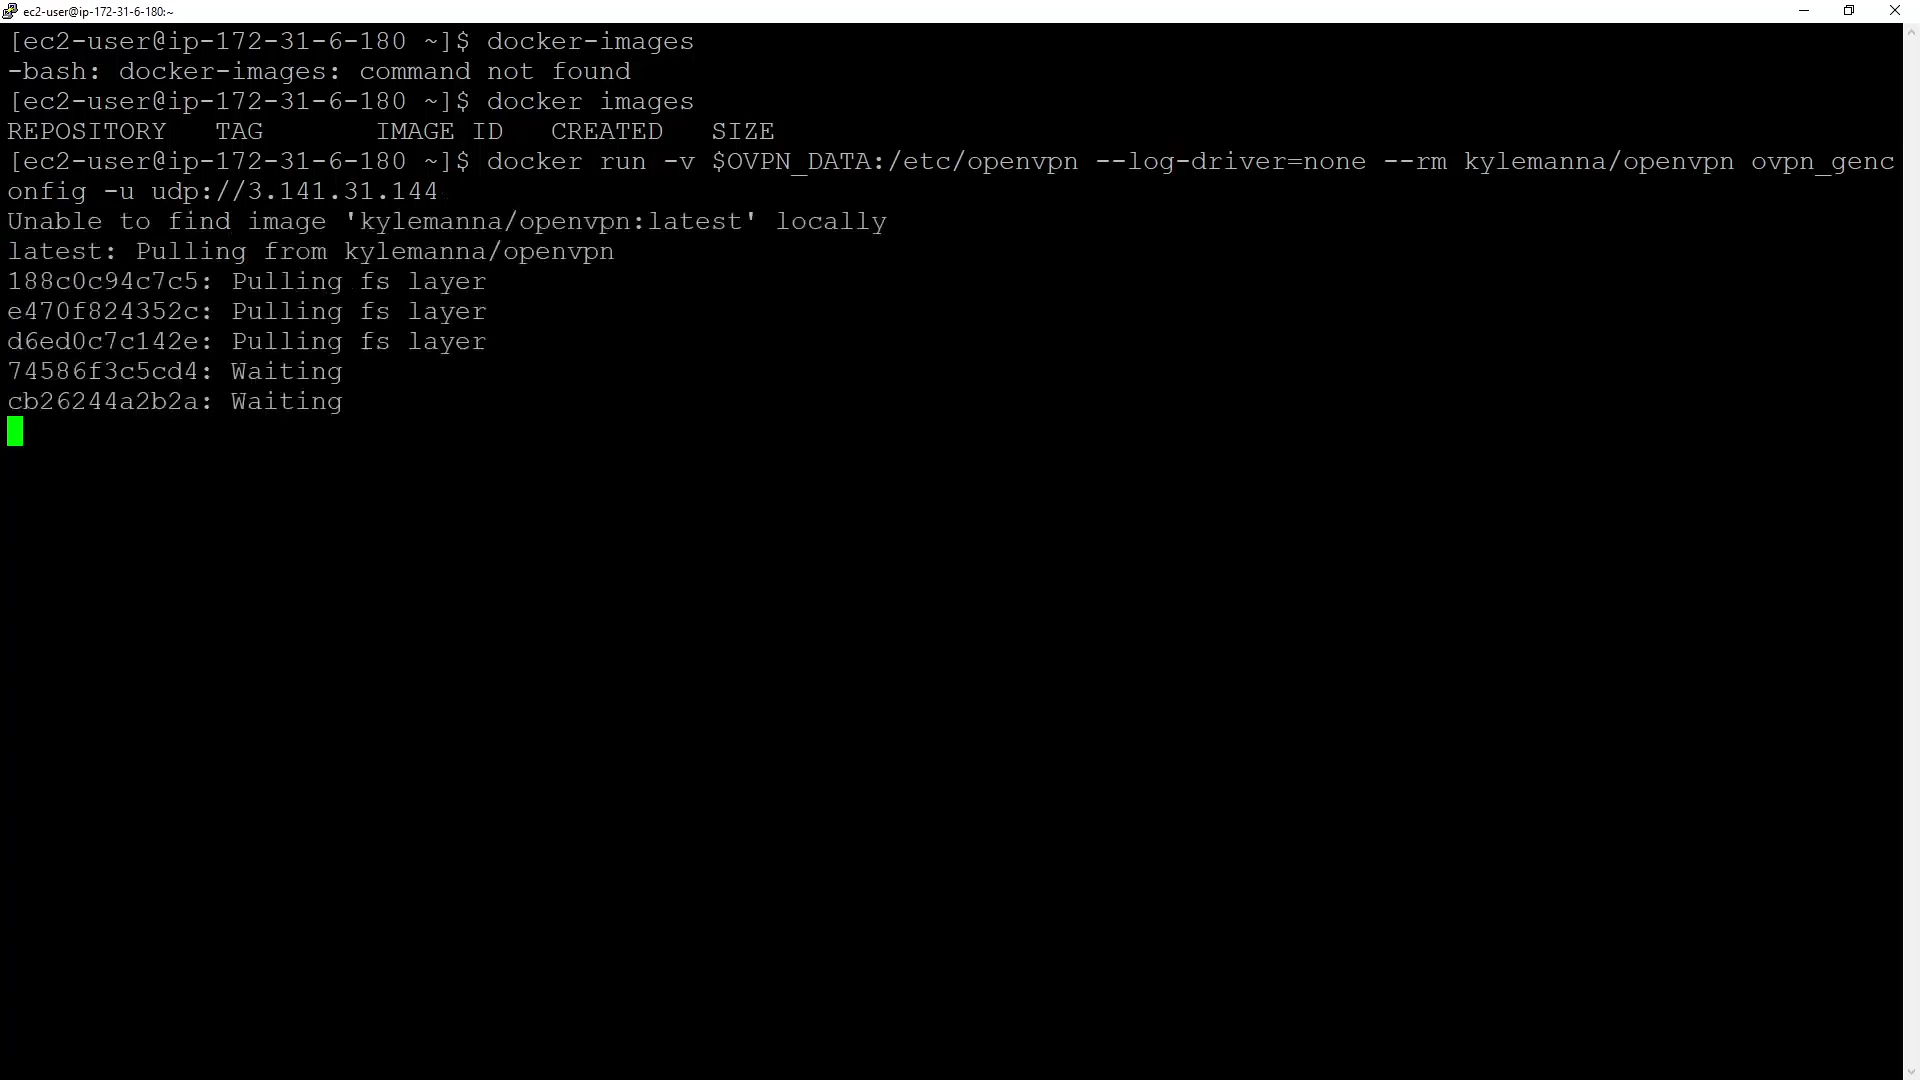 ec2-user@ip-172-31-6-180:~
[ec2-user@ip-172-31-6-180 ~]$ docker-images
-bash: docker-images: command not found
[ec2-user@ip-172-31-6-180 ~]$ docker images
REPOSITORY   TAG       IMAGE ID   CREATED   SIZE
[ec2-user@ip-172-31-6-180 ~]$ docker run -v $OVPN_DATA:/etc/openvpn --log-driver=none --rm kylemanna/openvpn ovpn_genc
onfig -u udp://3.141.31.144
Unable to find image 'kylemanna/openvpn:latest' locally
latest: Pulling from kylemanna/openvpn
188c0c94c7c5: Pulling fs layer
e470f824352c: Pulling fs layer
d6ed0c7c142e: Pulling fs layer
74586f3c5cd4: Waiting
cb26244a2b2a: Waiting